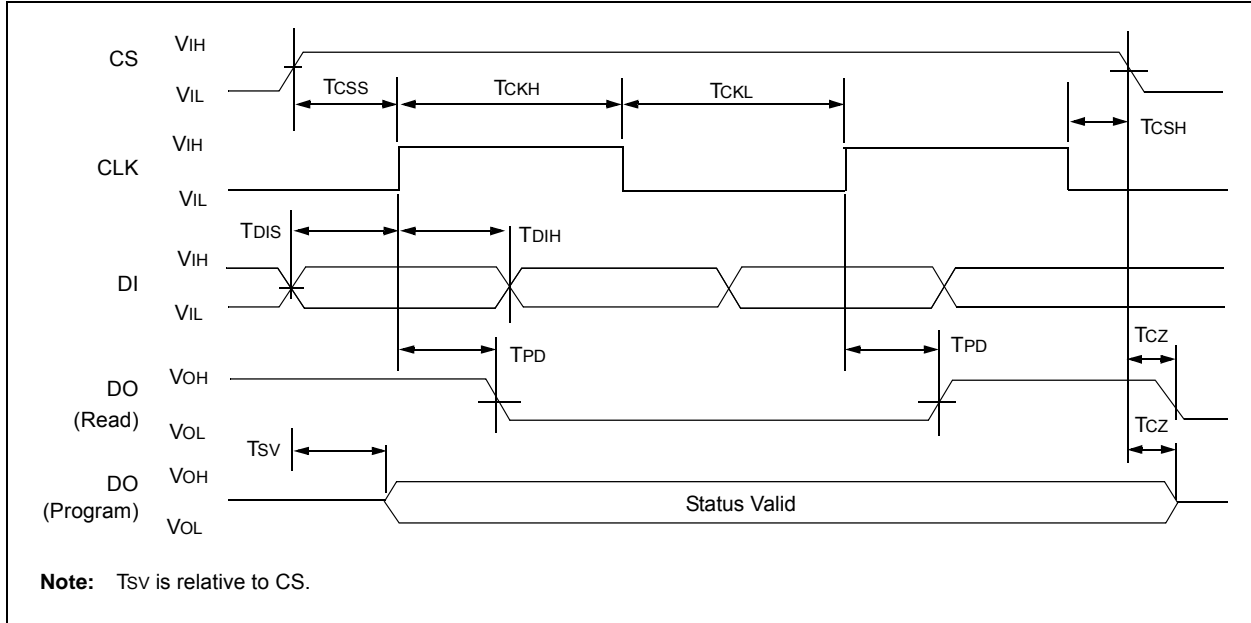 CS
VIH
VIL
TCSS
TCKH
TCKL
TCSH
CLK
VIH
VIL
TDIS
TDIH
DI
VIH
VIL
TPD
TPD
TCZ
DO
(Read)
VOH
VOL
TCZ
TSV
DO
(Program)
VOH
VOL
Status Valid
Note: TSV is relative to CS.